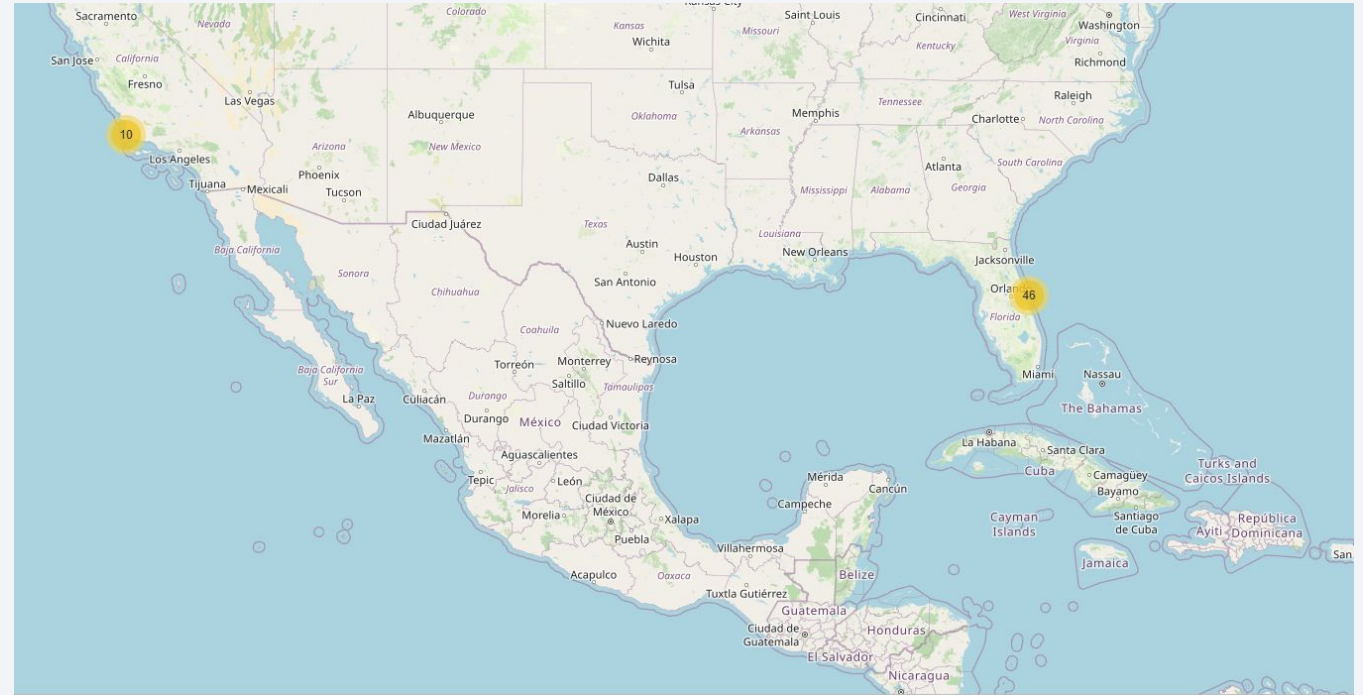 Kansas City
Sacramento
Nevada
Colorado
Kansas
Saint Louis
Cincinnati
West Virginia
Washington
Missouri
Wichita
Kentucky
Virginia
San Jose
California
Richmond
Fresno
Tulsa
Las Vegas
Raleigh
Albuquerque
Oklahoma
Memphis
Tennessee
Charlotte
North Carolina
10
Arkansas
Arizona
New Mexico
Los Angeles
Atlanta
South Carolina
Phoenix
Dallas
Tijuana
Mexicali
Tucson
Mississippi
Alabama
Georgia
Ciudad Juárez
Texas
Louisiana
Baja California
Austin
Houston
New Orleans
Jacksonville
Sonora
San Antonio
Chihuahua
46
Florida
Nuevo Laredo
Coahuila
Reynosa
Torreón
Monterrey
Baja California
Sur
Saltillo
Tamaulipas
Miami
Nassau
La Paz
Culiacán
Durango
The Bahamas
Durango
México
Ciudad Victoria
Mazatlán
La Habana
Santa Clara
Aguascalientes
Cuba
Turks and
Caicos Islands
Tepic
León
Mérida
Camagüey
Jalisco
Cancún
Bayamo
Ciudad de
México
Campeche
Morelia
Xalapa
Cayman
Islands
Santiago
de Cuba
República
Dominicana
Ayiti
Puebla
Villahermosa
San
Jamaica
Acapulco
Oaxaca
Belize
Tuxtla Gutiérrez
Guatemala
Ciudad de
Guatemala
Honduras
El Salvador
Nicaragua